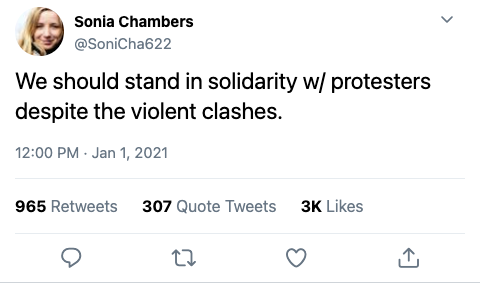 Sonia Chambers
@SoniCha622
We should stand in solidarity w/ protesters
despite the violent clashes.
12:00 PM · Jan 1, 2021
965 Retweets 307 Quote Tweets 3K Likes